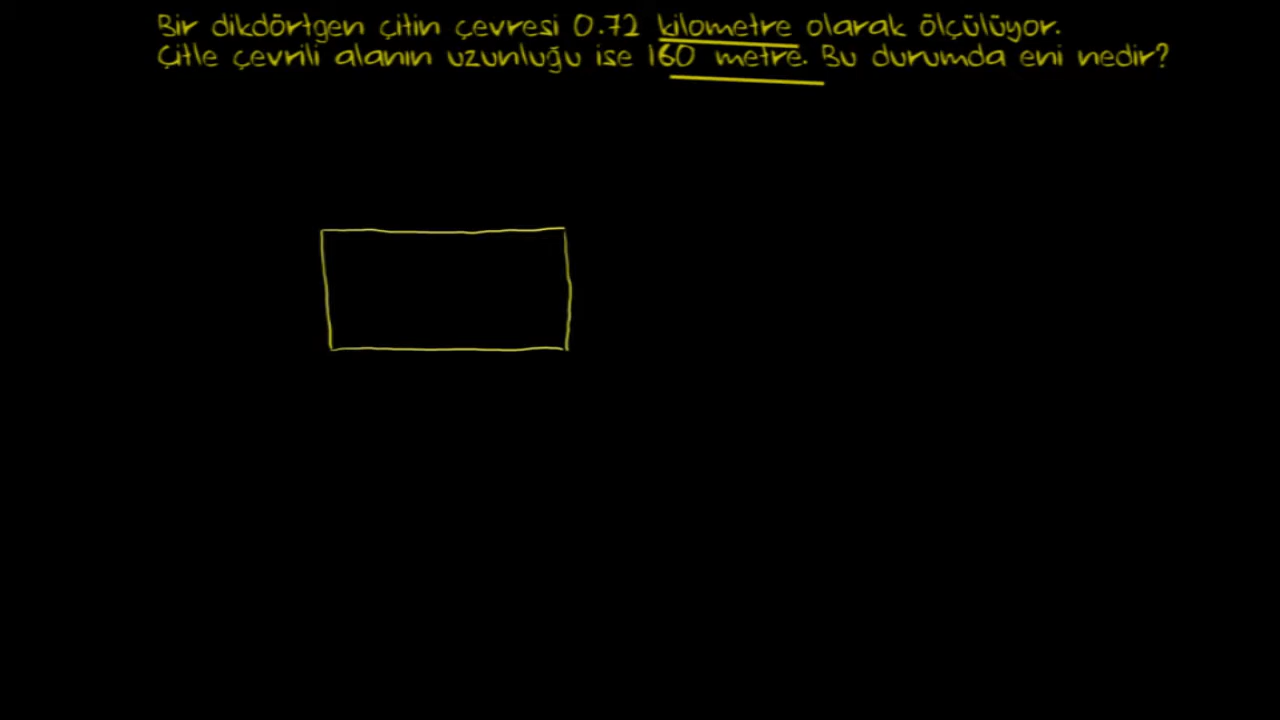 Bir dikdörtgen çitin çevresi 0.72 kilometre olarak ölçülüyor.
Çitle çevrili alanın uzunluğu ise 160 metre. Bu durumda eni nedir?